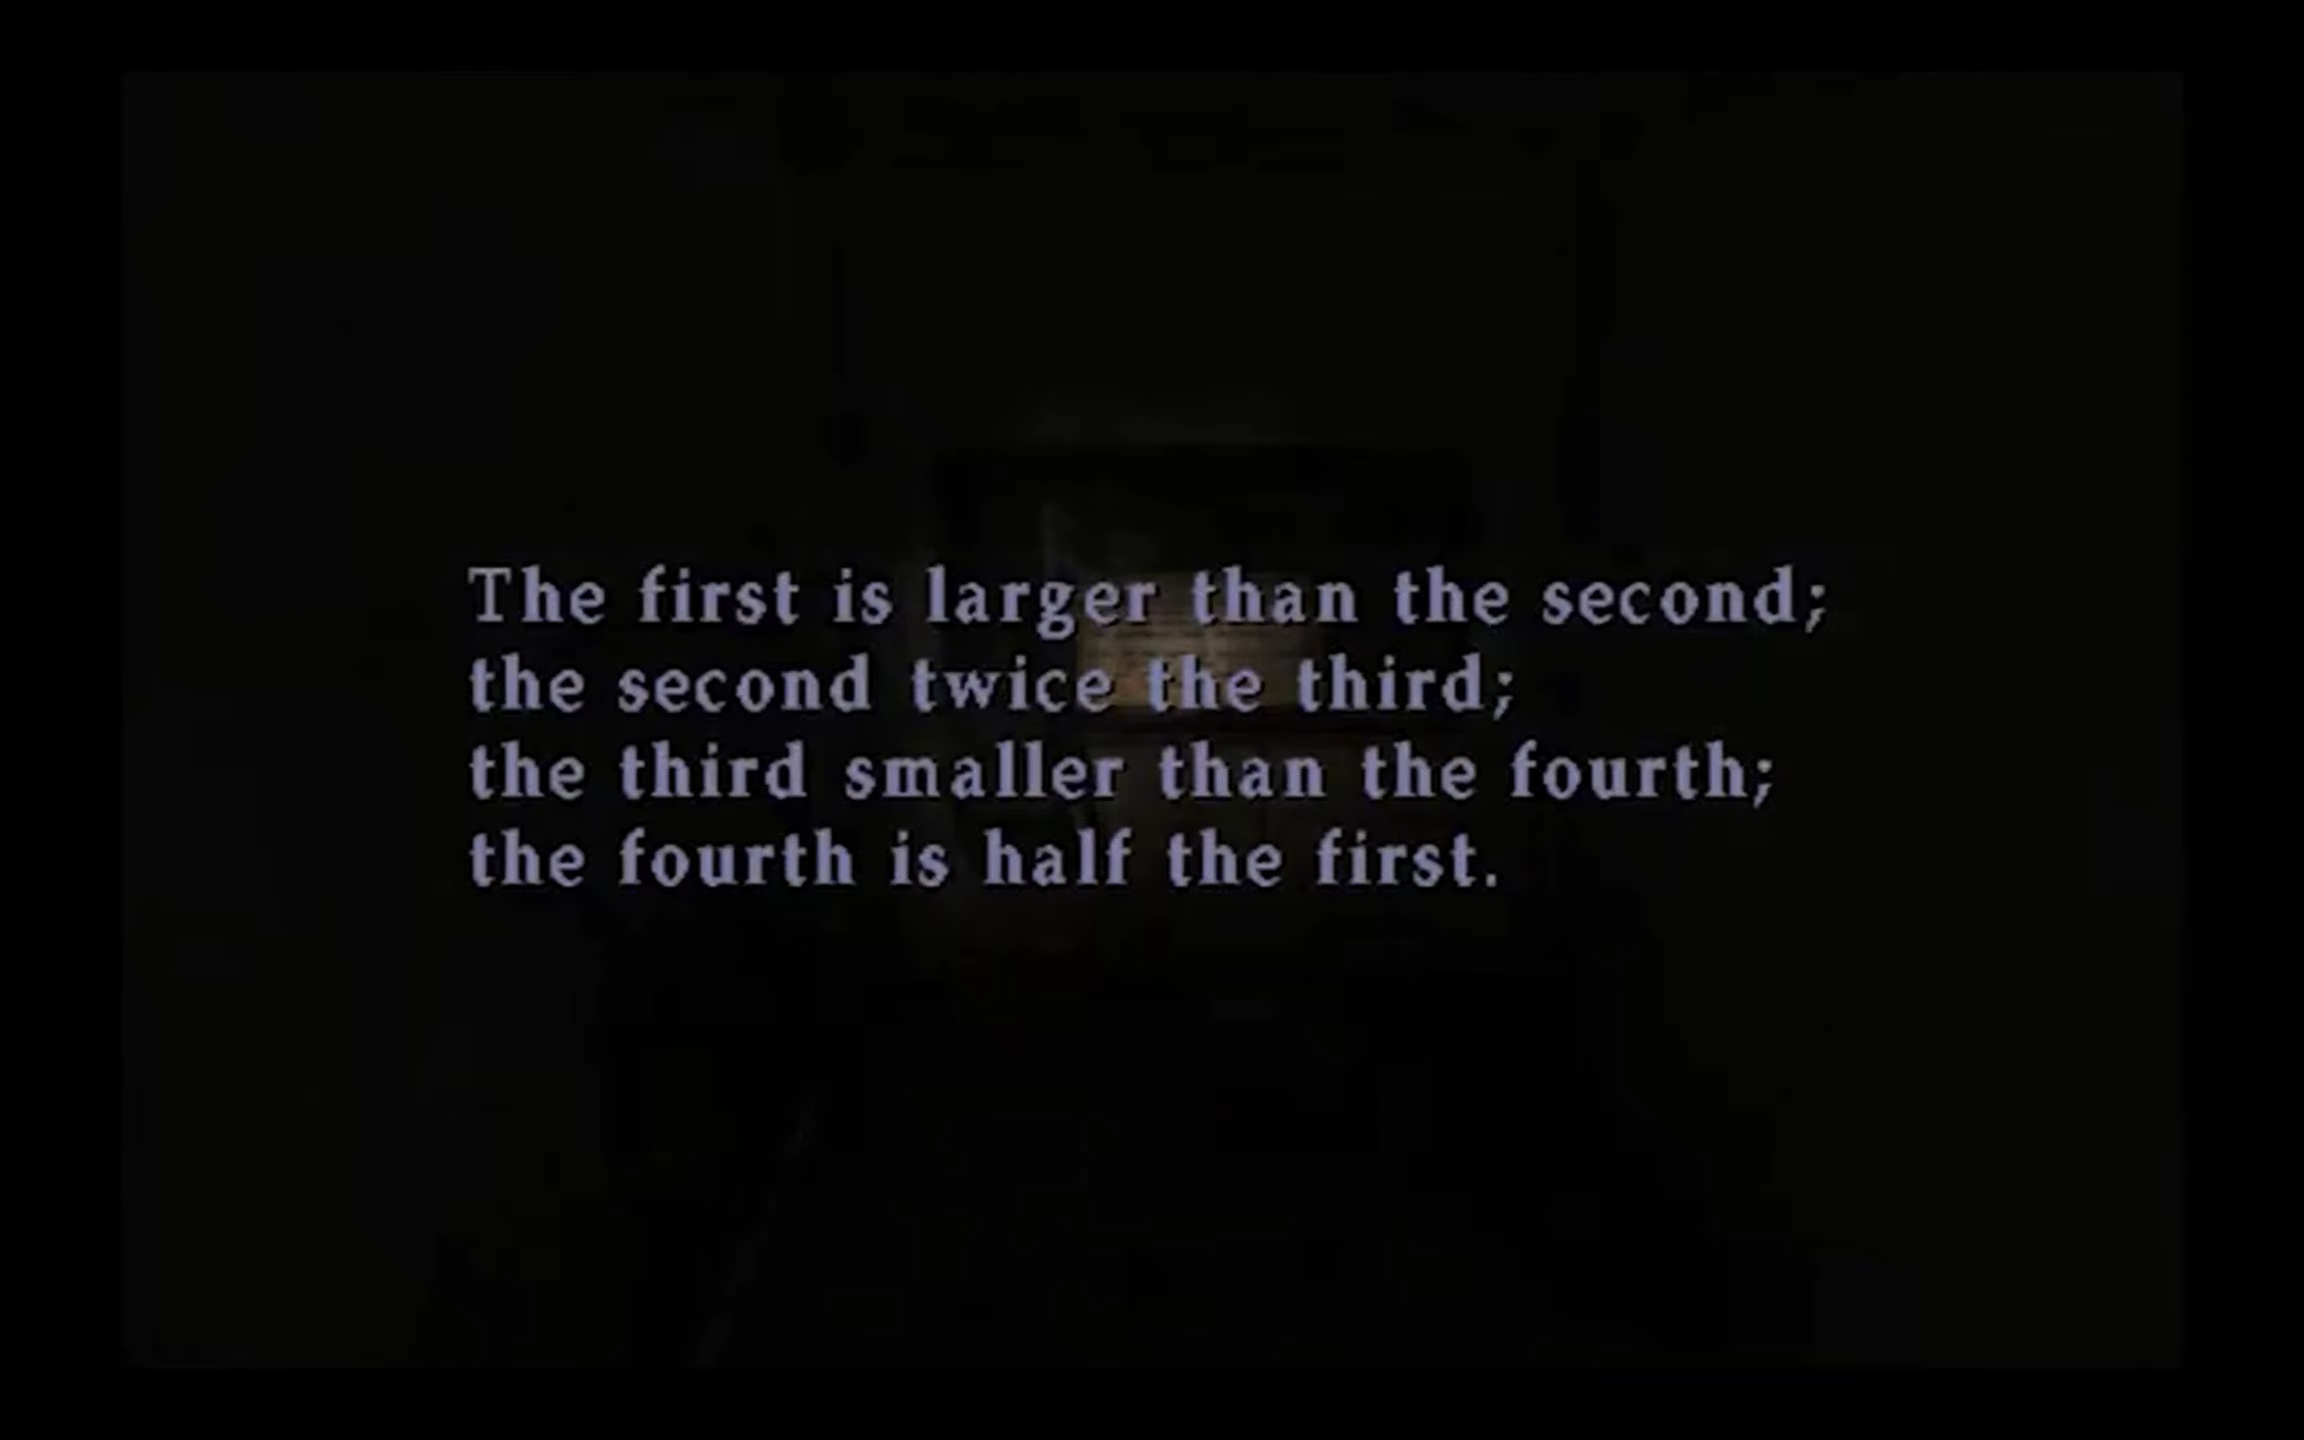 The first is larger than the second;
the second twice the third;
the third smaller than the fourth;
the fourth is half the first.